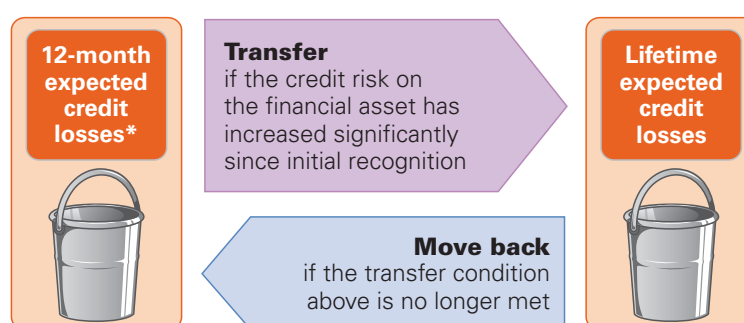 12-month
expected
credit
losses*
Transfer
if the credit risk on
the financial asset has
increased significantly
since initial recognition
Lifetime
expected
credit
losses
Move back
if the transfer condition
above is no longer met